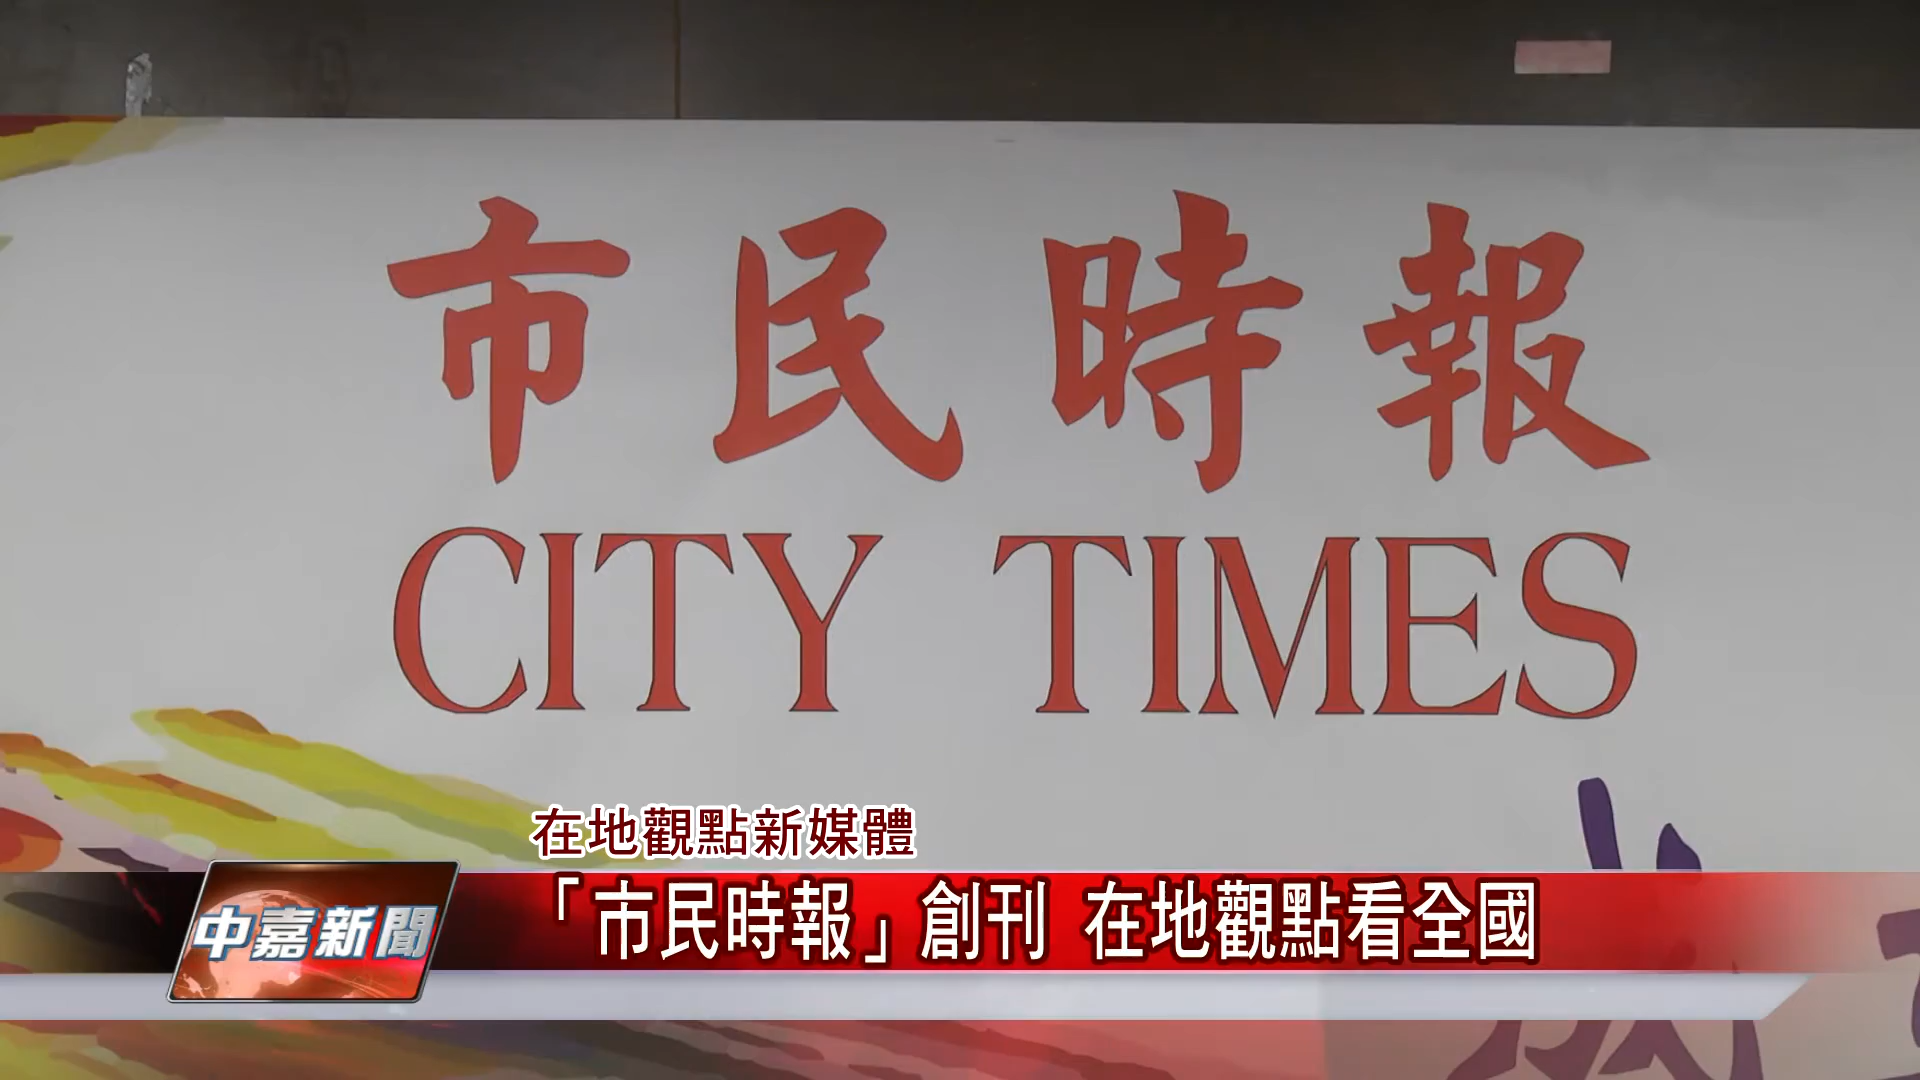 市民時報
CITY TIMES
在地觀點新媒體
「市民時報」創刊 在地觀點看全國
中嘉新聞